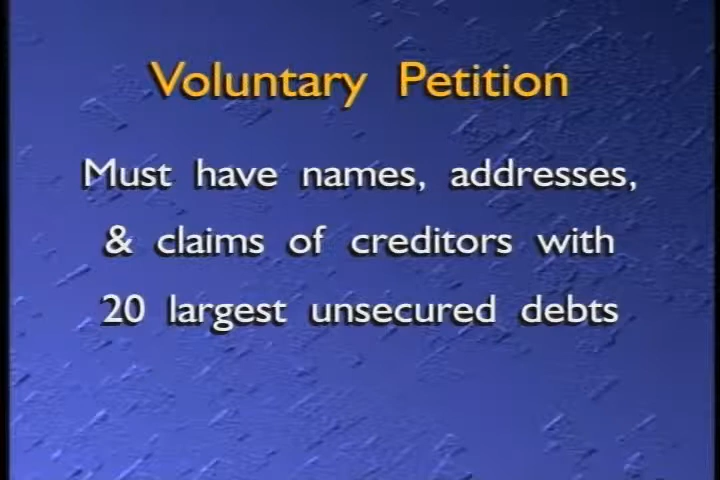 Voluntary Petition
Must have names, addresses,
& claims of creditors with
20 largest unsecured debts